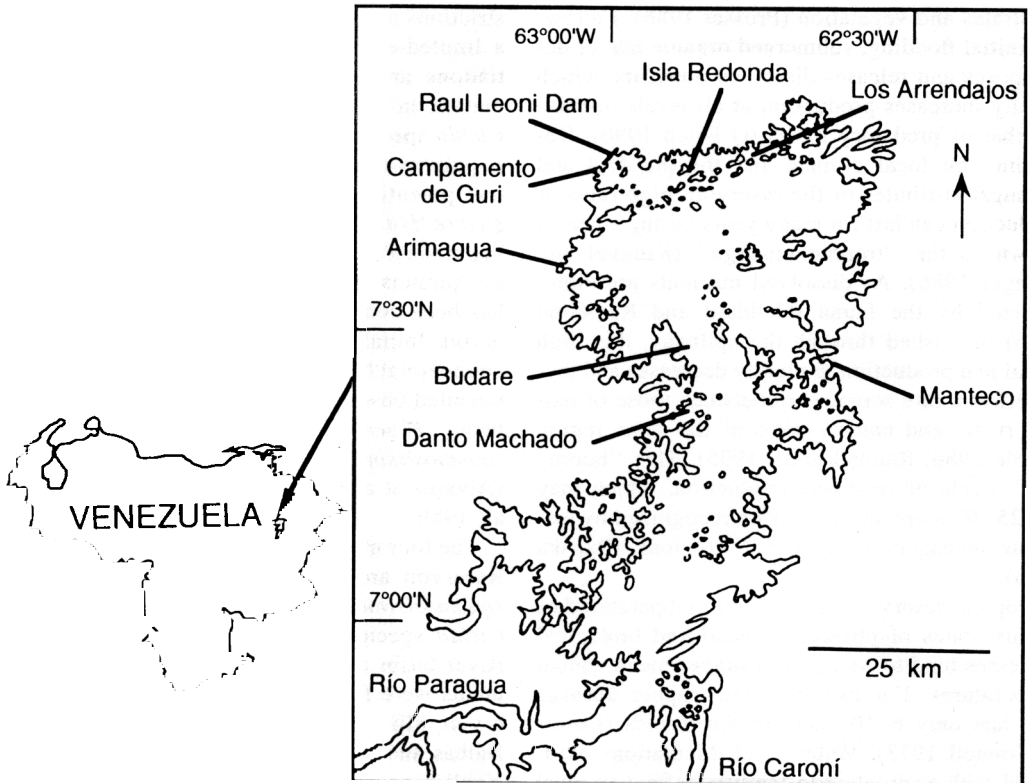 63°00'W
62°30'W
Isla Redonda
Los Arrendajos
Raul Leoni Dam
Campamento
de Guri
N
Arimagua
7°30'N
Budare
Manteco
Danto Machado
VENEZUELA
7°00'N
25 km
Río Paragua
Río Caroní